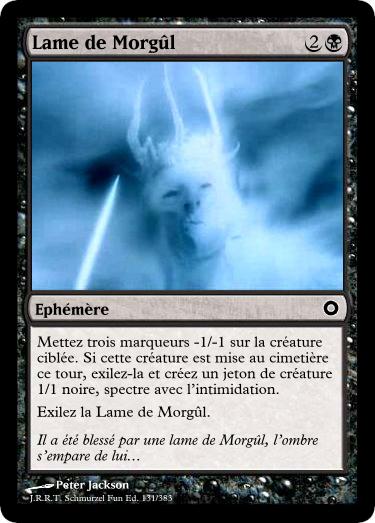 Lame de Morgûl
2
Ephémère
Mettez trois marqueurs -1/-1 sur la créature
ciblée. Si cette créature est mise au cimetière
ce tour, exilez-la et créez un jeton de créature
1/1 noire, spectre avec l'intimidation.
Exilez la Lame de Morgûl.
Il a été blessé par une lame de Morgûl, l'ombre
s'empare de lui...
Peter Jackson
J.R.R.T. Schmurzel Fun Ed. 131/383